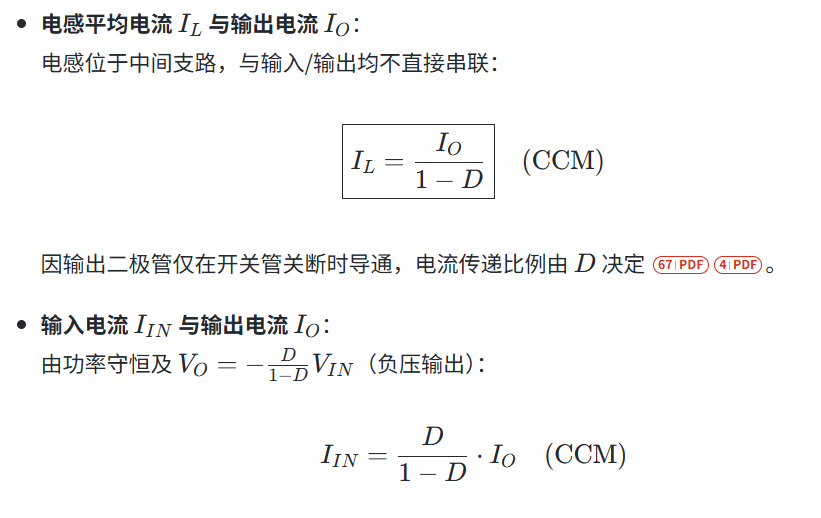 • 电感平均电流 $I_L$ 与输出电流 $I_O$：
电感位于中间支路，与输入/输出均不直接串联：
$\boxed{I_L = \frac{I_O}{1-D}} \quad (\text{CCM})$
因输出二极管仅在开关管关断时导通，电流传递比例由 $D$ 决定 67|PDF 4|PDF 。
• 输入电流 $I_{IN}$ 与输出电流 $I_O$：
由功率守恒及 $V_O = -\frac{D}{1-D}V_{IN}$（负压输出）：
$I_{IN} = \frac{D}{1-D} \cdot I_O \quad (\text{CCM})$